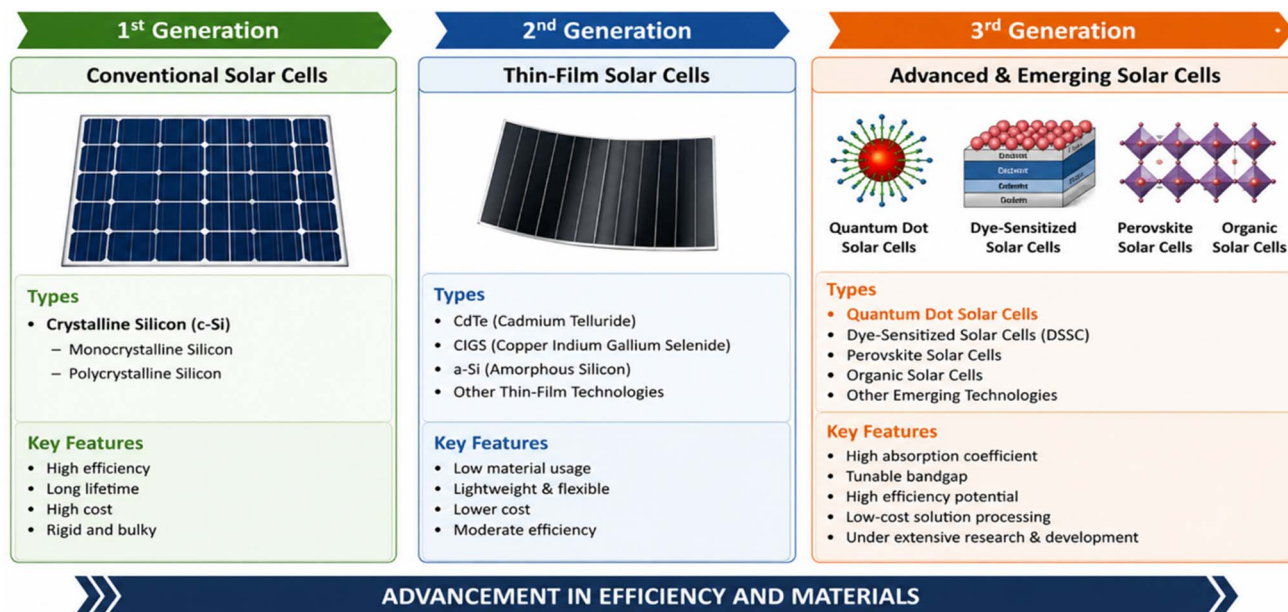 1st Generation
Conventional Solar Cells
Types
• Crystalline Silicon (c-Si)
– Monocrystalline Silicon
– Polycrystalline Silicon
Key Features
• High efficiency
• Long lifetime
• High cost
• Rigid and bulky
2nd Generation
Thin-Film Solar Cells
Types
• CdTe (Cadmium Telluride)
• CIGS (Copper Indium Gallium Selenide)
• a-Si (Amorphous Silicon)
• Other Thin-Film Technologies
Key Features
• Low material usage
• Lightweight & flexible
• Lower cost
• Moderate efficiency
3rd Generation
Advanced & Emerging Solar Cells
Quantum Dot
Solar Cells
Dye-Sensitized
Solar Cells
Perovskite
Solar Cells
Organic
Solar Cells
Types
• Quantum Dot Solar Cells
• Dye-Sensitized Solar Cells (DSSC)
• Perovskite Solar Cells
• Organic Solar Cells
• Other Emerging Technologies
Key Features
• High absorption coefficient
• Tunable bandgap
• High efficiency potential
• Low-cost solution processing
• Under extensive research & development
ADVANCEMENT IN EFFICIENCY AND MATERIALS